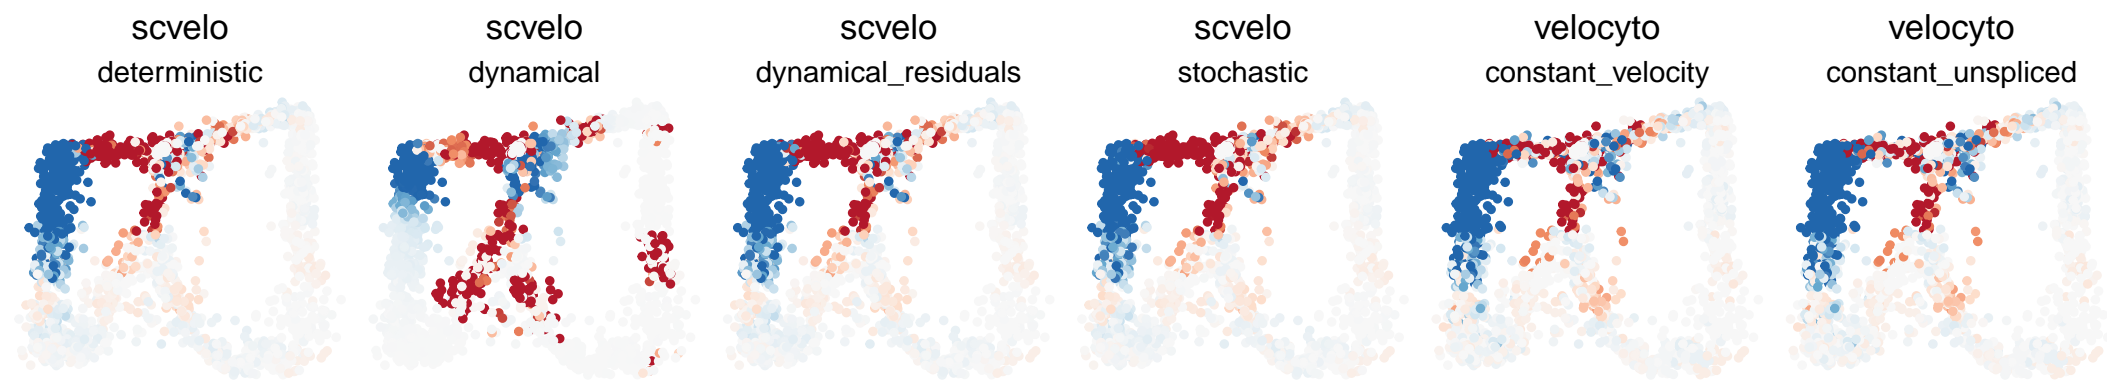 scvelo
deterministic
scvelo
dynamical
scvelo
dynamical_residuals
scvelo
stochastic
velocyto
constant_velocity
velocyto
constant_unspliced